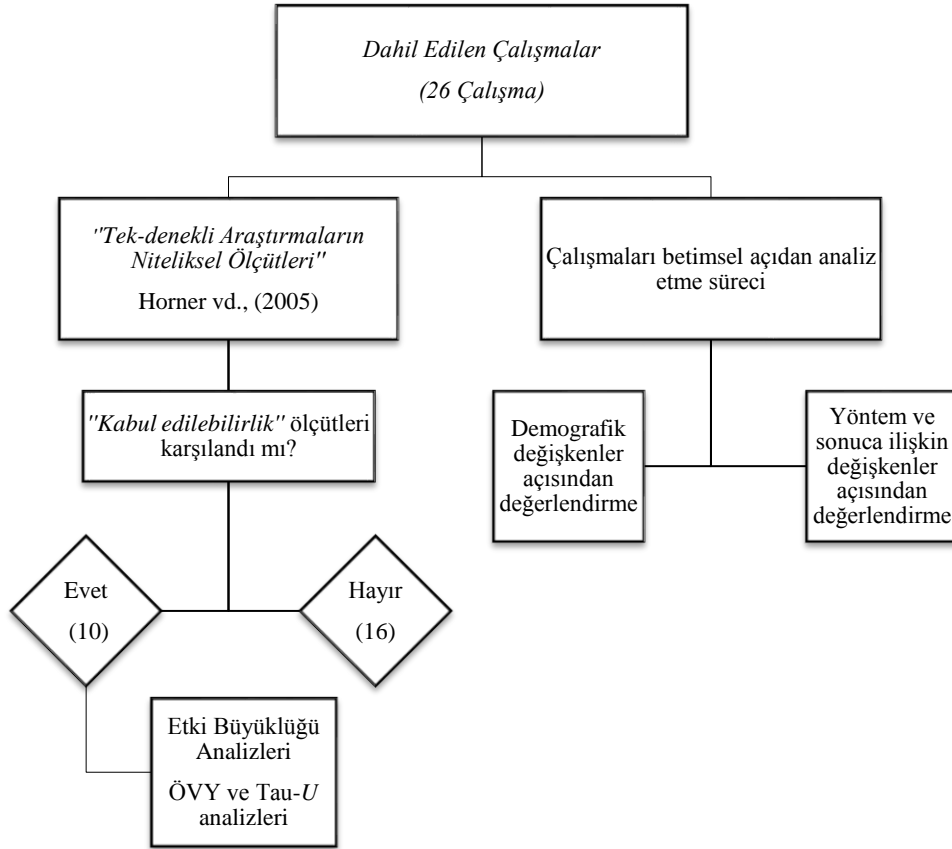 Dahil Edilen Çalışmalar
(26 Çalışma)
"Tek-denekli Araştırmaların
Niteliksel Ölçütleri"
Horner vd., (2005)
Çalışmaları betimsel açıdan analiz
etme süreci
"Kabul edilebilirlik" ölçütleri
karşılandı mı?
Demografik
değişkenler
açısından
değerlendirme
Yöntem ve
sonuca ilişkin
değişkenler
açısından
değerlendirme
Evet
(10)
Hayır
(16)
Etki Büyüklüğü
Analizleri
ÖVY ve Tau-U
analizleri